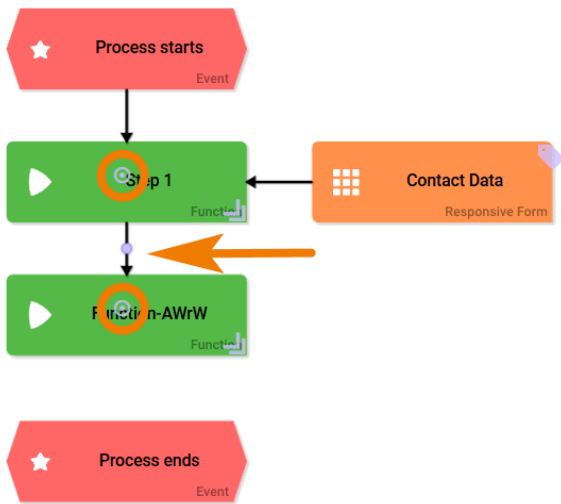 Process starts
Event
Step 1
Function
Contact Data
Responsive Form
Function-AWrW
Function
Process ends
Event